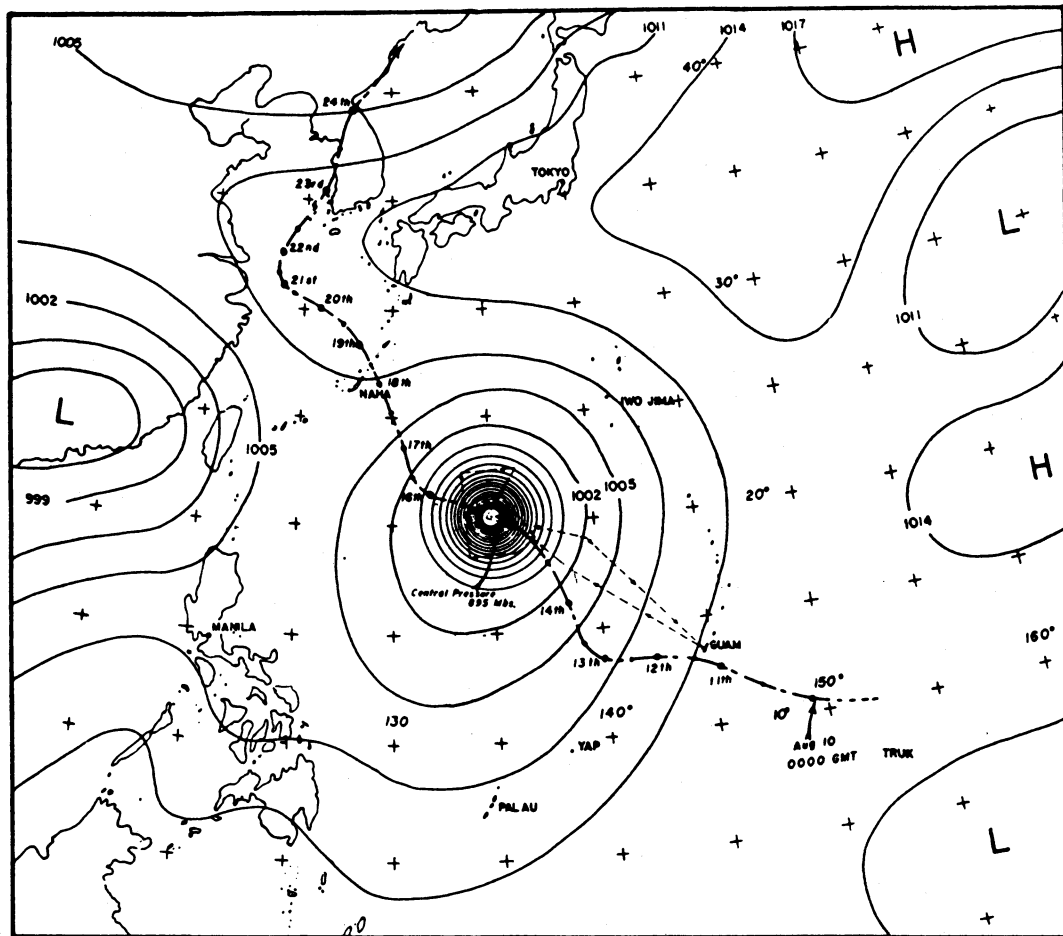 1005
1011
1014
1017
H
40°
24th
TOKYO
23rd
L
22nd
30°
21st
20th
1002
1011
19th
18th
NAHA
IWO JIMA
L
17th
1005
1002
1005
H
16th
20°
999
1014
Central Pressure
895 Mbs.
14th
MANILA
GUAM
160°
13th
12th
11th
150°
130
140°
10°
YAP
Aug 10
0000 GMT
TRUK
PALAU
L